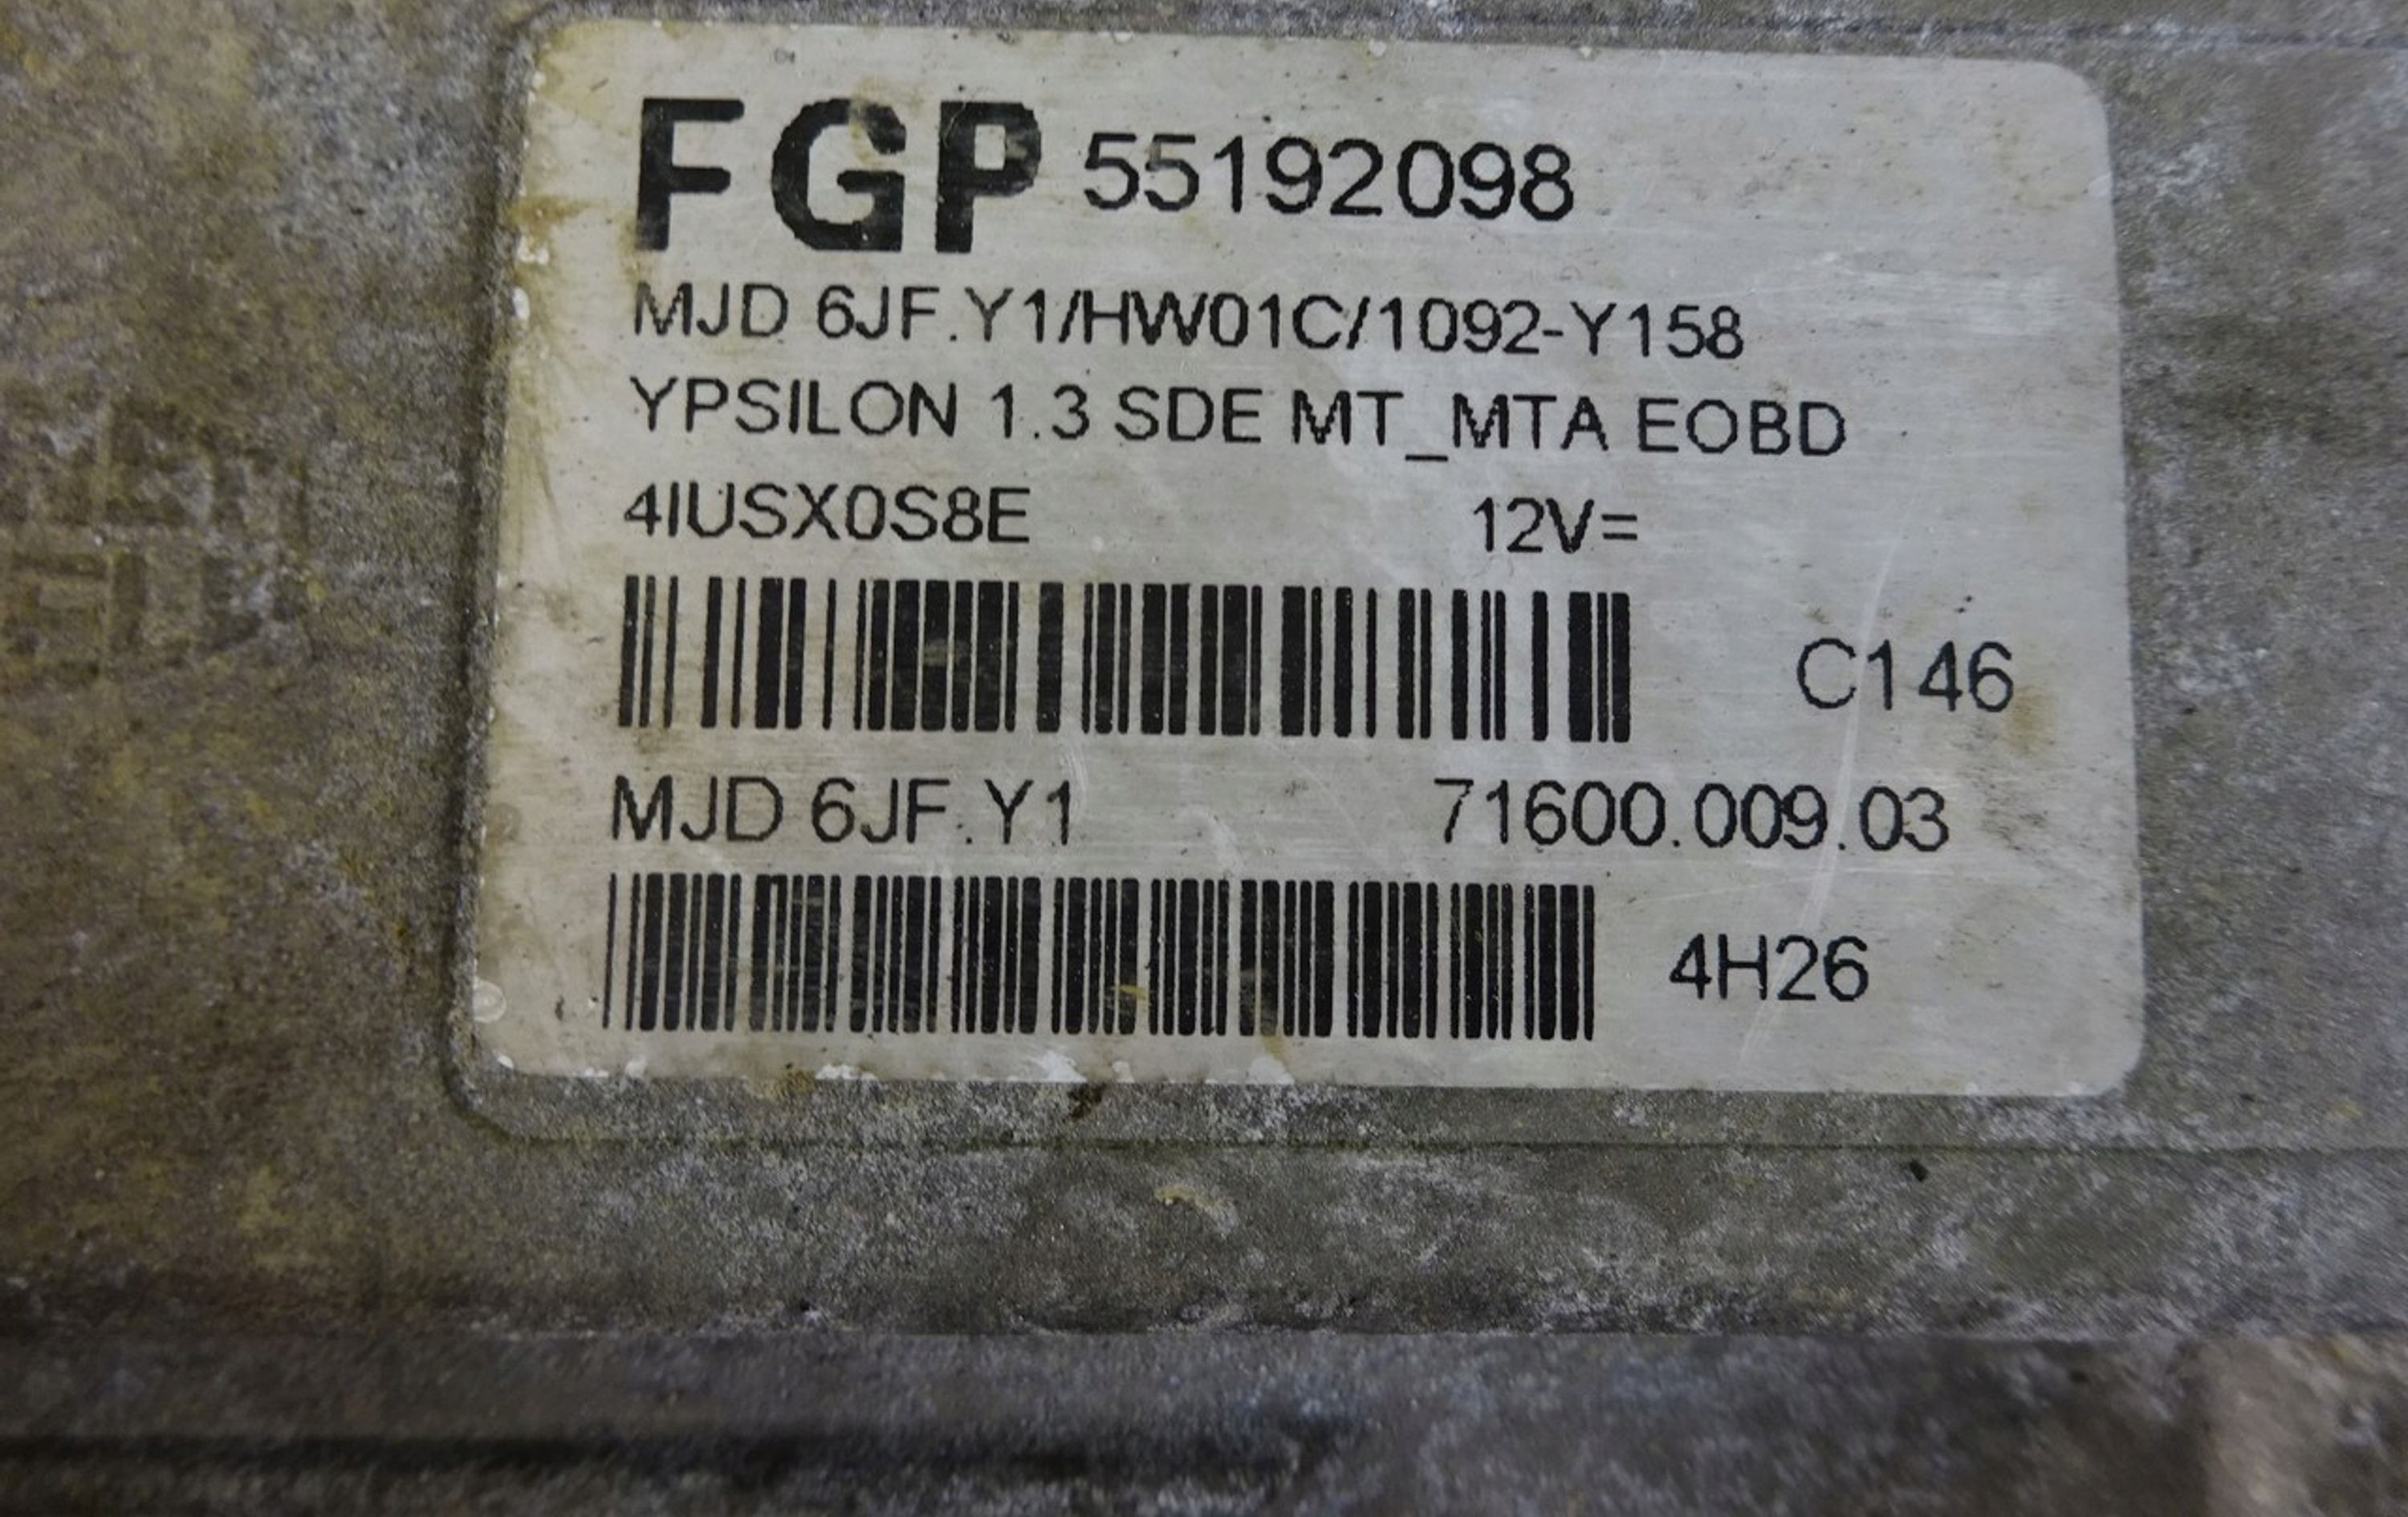 FGP 55192098
MJD 6JF.Y1/HW01C/1092-Y158
YPSILON 1.3 SDE MT_MTA EOBD
4IUSX0S8E 12V=
C146
MJD 6JF.Y1 71600.009.03
4H26